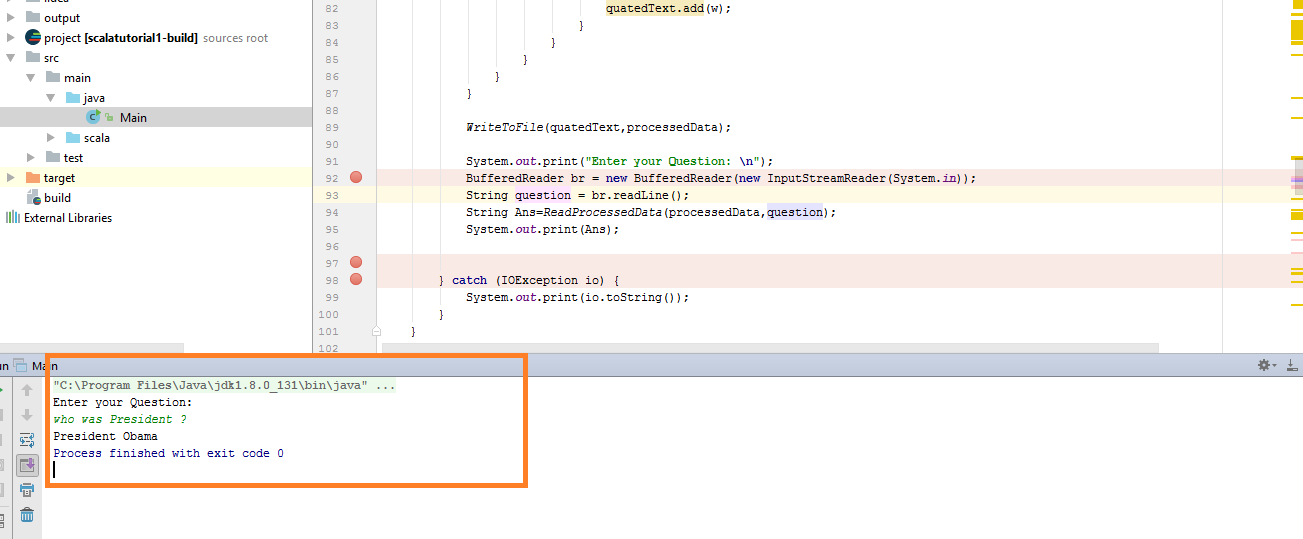 output
project [scalatutorial1-build] sources root
src
main
java
Main
scala
test
target
build
External Libraries
82 quatedText.add(w);
83 }
84 }
85 }
86 }
87 }
88
89 WriteToFile(quatedText,processedData);
90
91 System.out.print("Enter your Question: \n");
92 BufferedReader br = new BufferedReader(new InputStreamReader(System.in));
93 String question = br.readLine();
94 String Ans=ReadProcessedData(processedData,question);
95 System.out.print(Ans);
96
97
98 } catch (IOException io) {
99 System.out.print(io.toString());
100 }
101 }
102
Main
"C:\Program Files\Java\jdk1.8.0_131\bin\java" ...
Enter your Question:
who was President ?
President Obama
Process finished with exit code 0